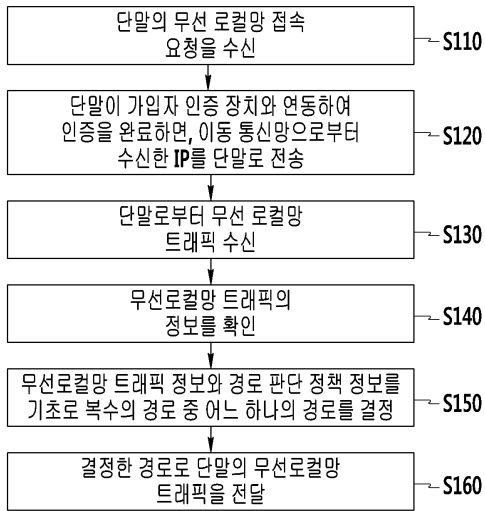 단말의 무선 로컬망 접속
요청을 수신
S110
단말이 가입자 인증 장치와 연동하여
인증을 완료하면, 이동 통신망으로부터
수신한 IP를 단말로 전송
S120
단말로부터 무선 로컬망
트래픽 수신
S130
무선로컬망 트래픽의
정보를 확인
S140
무선로컬망 트래픽 정보와 경로 판단 정책 정보를
기초로 복수의 경로 중 어느 하나의 경로를 결정
S150
결정한 경로로 단말의 무선로컬망
트래픽을 전달
S160